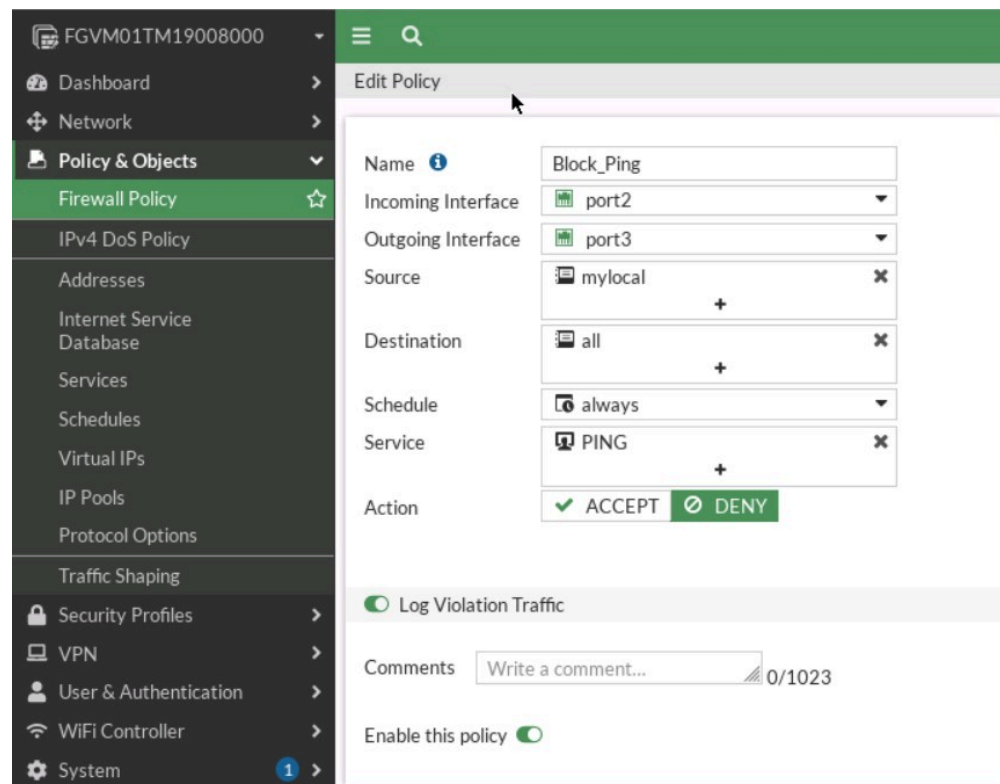 FGVM01TM19008000
Dashboard
Network
Policy & Objects
Firewall Policy
IPv4 DoS Policy
Addresses
Internet Service
Database
Services
Schedules
Virtual IPs
IP Pools
Protocol Options
Traffic Shaping
Security Profiles
VPN
User & Authentication
WiFi Controller
System 1
Edit Policy
Name Block_Ping
Incoming Interface port2
Outgoing Interface port3
Source mylocal
+
Destination all
+
Schedule always
Service PING
+
Action ACCEPT DENY
Log Violation Traffic
Comments Write a comment... 0/1023
Enable this policy